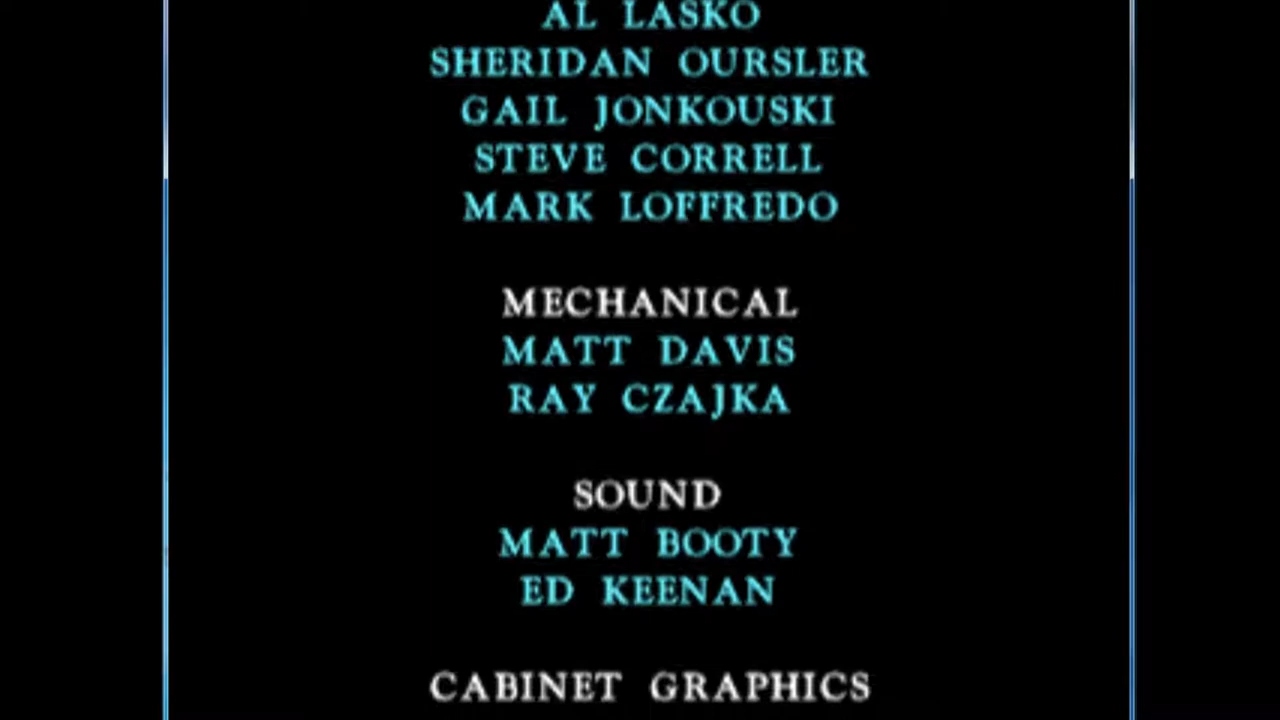 AL LASKO
SHERIDAN OURSLER
GAIL JONKOUSKI
STEVE CORRELL
MARK LOFFREDO
MECHANICAL
MATT DAVIS
RAY CZAJKA
SOUND
MATT BOOTY
ED KEENAN
CABINET GRAPHICS